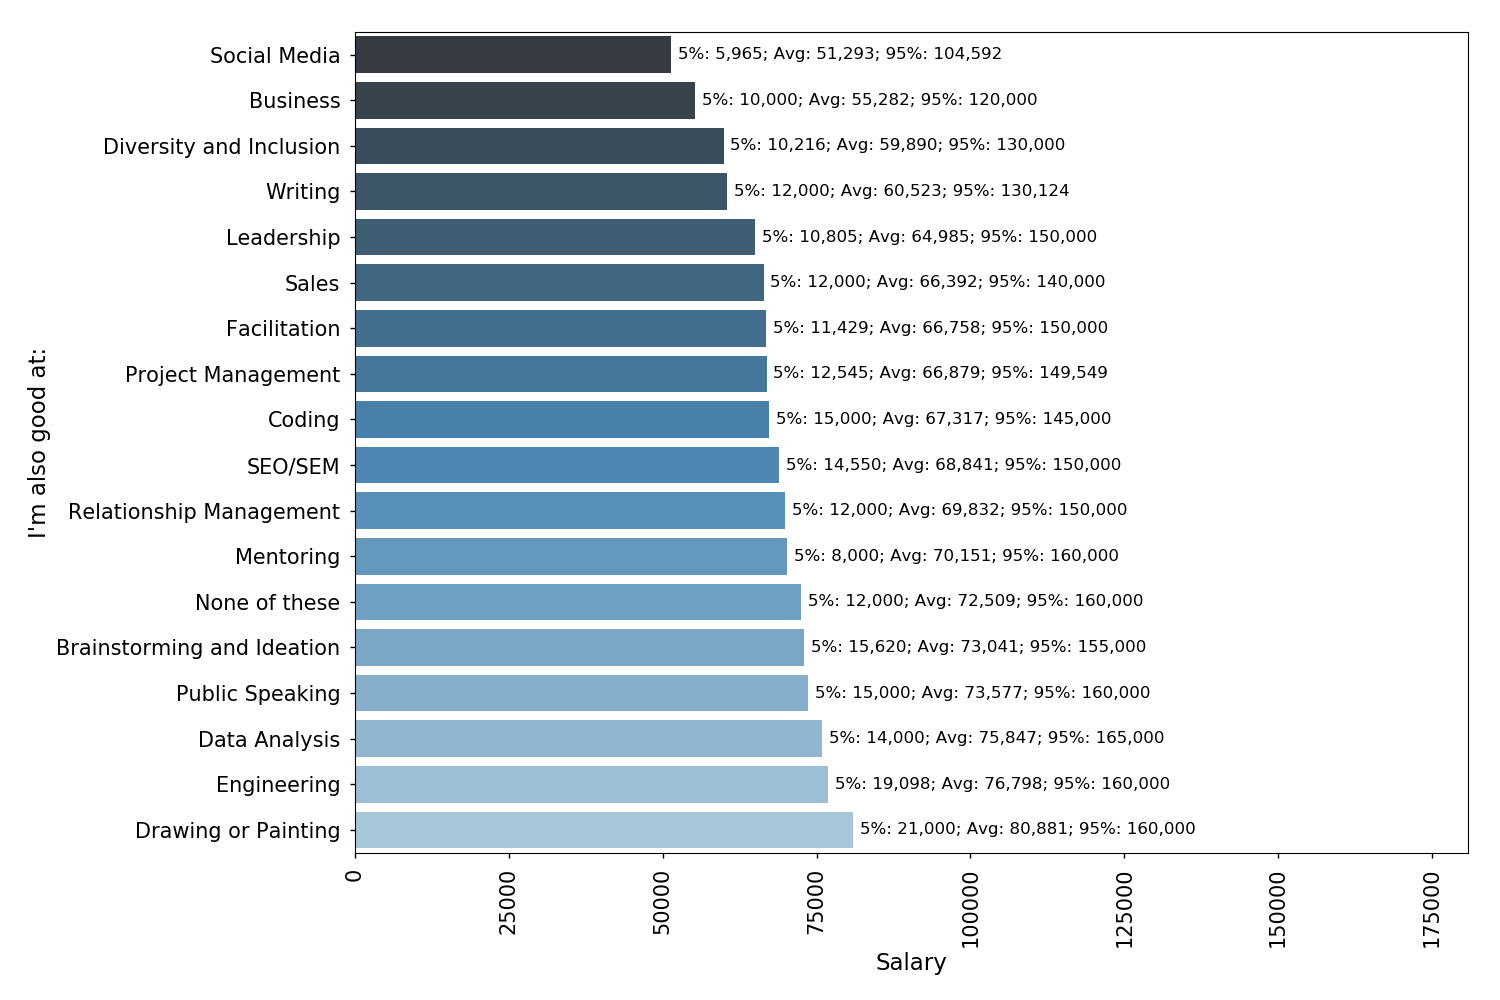 Social Media 5%: 5,965; Avg: 51,293; 95%: 104,592
Business 5%: 10,000; Avg: 55,282; 95%: 120,000
Diversity and Inclusion 5%: 10,216; Avg: 59,890; 95%: 130,000
Writing 5%: 12,000; Avg: 60,523; 95%: 130,124
Leadership 5%: 10,805; Avg: 64,985; 95%: 150,000
Sales 5%: 12,000; Avg: 66,392; 95%: 140,000
Facilitation 5%: 11,429; Avg: 66,758; 95%: 150,000
Project Management 5%: 12,545; Avg: 66,879; 95%: 149,549
Coding 5%: 15,000; Avg: 67,317; 95%: 145,000
SEO/SEM 5%: 14,550; Avg: 68,841; 95%: 150,000
Relationship Management 5%: 12,000; Avg: 69,832; 95%: 150,000
Mentoring 5%: 8,000; Avg: 70,151; 95%: 160,000
None of these 5%: 12,000; Avg: 72,509; 95%: 160,000
Brainstorming and Ideation 5%: 15,620; Avg: 73,041; 95%: 155,000
Public Speaking 5%: 15,000; Avg: 73,577; 95%: 160,000
Data Analysis 5%: 14,000; Avg: 75,847; 95%: 165,000
Engineering 5%: 19,098; Avg: 76,798; 95%: 160,000
Drawing or Painting 5%: 21,000; Avg: 80,881; 95%: 160,000
I'm also good at:
0 25000 50000 75000 100000 125000 150000 175000
Salary